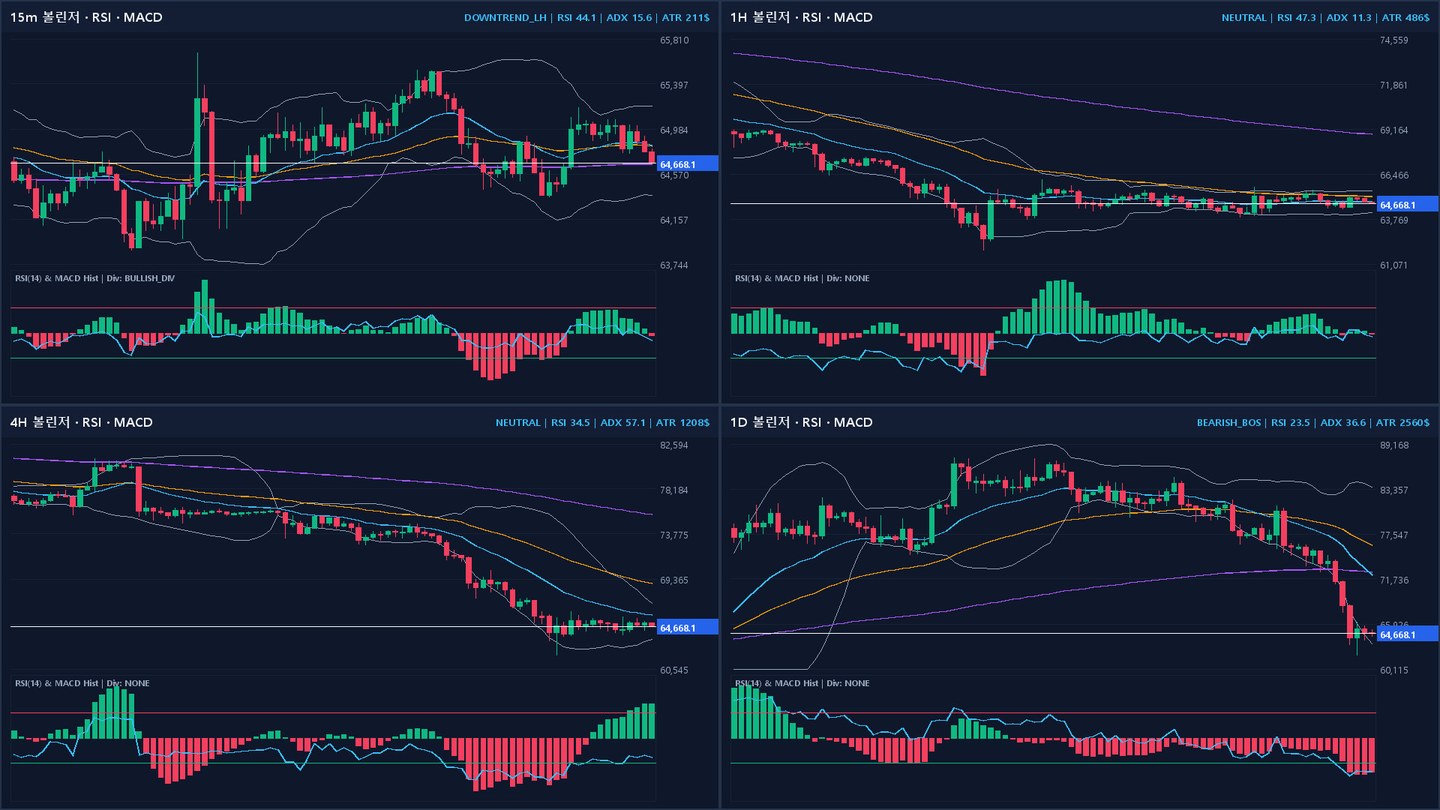 15m 볼린저 · RSI · MACD
DOWNTREND_LH | RSI 44.1 | ADX 15.6 | ATR 211$
65,810
65,397
64,984
64,668.1
64,570
64,157
63,744
RSI(14) & MACD Hist | Div: BULLISH_DIV
1H 볼린저 · RSI · MACD
NEUTRAL | RSI 47.3 | ADX 11.3 | ATR 486$
74,559
71,861
69,164
66,466
64,668.1
63,769
61,071
RSI(14) & MACD Hist | Div: NONE
4H 볼린저 · RSI · MACD
NEUTRAL | RSI 34.5 | ADX 57.1 | ATR 1208$
82,594
78,184
73,775
69,365
64,668.1
60,545
RSI(14) & MACD Hist | Div: NONE
1D 볼린저 · RSI · MACD
BEARISH_BOS | RSI 23.5 | ADX 36.6 | ATR 2560$
89,168
83,357
77,547
71,736
64,668.1
60,115
RSI(14) & MACD Hist | Div: NONE